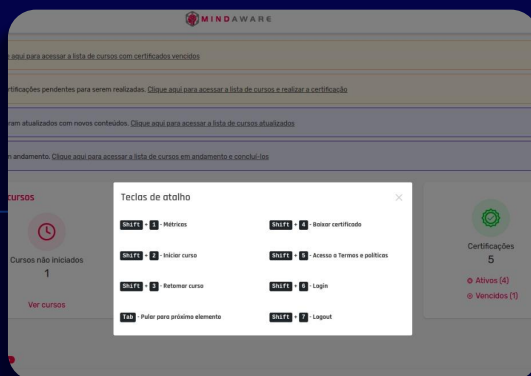 MINDAWARE
aqui para acessar a lista de cursos com certificados vencidos
pendentes para serem realizadas. Clique aqui para acessar a lista de cursos e realizar a certificação
atualizados com novos conteúdos. Clique aqui para acessar a lista de cursos atualizados
andamento. Clique aqui para acessar a lista de cursos em andamento e concluí-los
cursos
Cursos não iniciados
1
Ver cursos
Teclas de atalho
Shift + 1 - Métricas
Shift + 2 - Iniciar curso
Shift + 3 - Retomar curso
Tab - Pular para próximo elemento
Shift + 4 - Baixar certificado
Shift + 5 - Acesso a Termos e políticas
Shift + 6 - Login
Shift + 7 - Logout
Certificações
5
Ativos (4)
Vencidos (1)